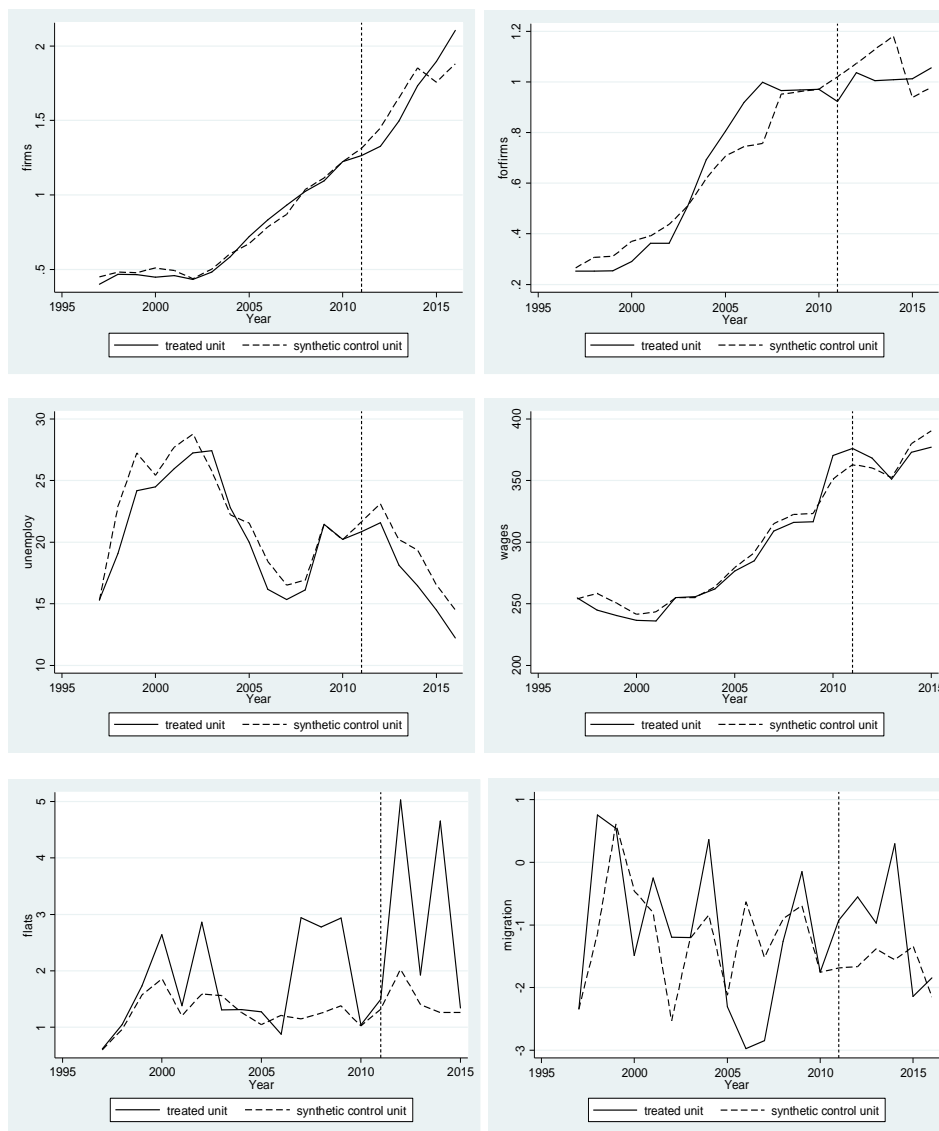 firms
.5
1
1.5
2
1995
2000
2005
2010
2015
Year
treated unit
synthetic control unit
forfirms
.2
.4
.6
.8
1
1.2
1995
2000
2005
2010
2015
Year
treated unit
synthetic control unit
unemploy
10
15
20
25
30
1995
2000
2005
2010
2015
Year
treated unit
synthetic control unit
wages
200
250
300
350
400
1995
2000
2005
2010
2015
Year
treated unit
synthetic control unit
flats
1
2
3
4
5
1995
2000
2005
2010
2015
Year
treated unit
synthetic control unit
migration
-3
-2
-1
0
1
1995
2000
2005
2010
2015
Year
treated unit
synthetic control unit